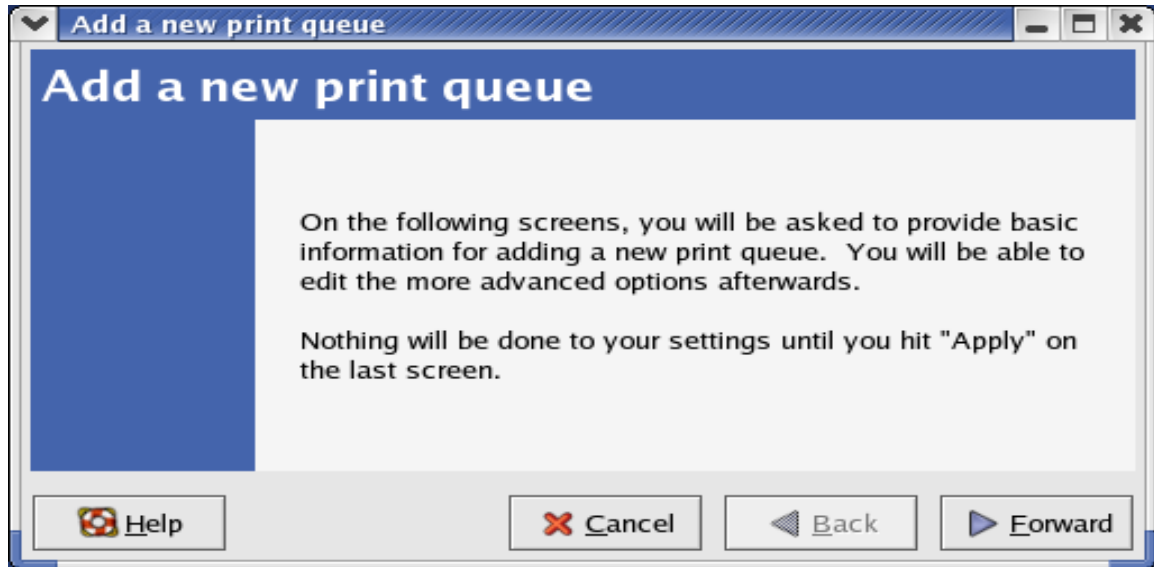 Add a new print queue
Add a new print queue
On the following screens, you will be asked to provide basic
information for adding a new print queue.  You will be able to
edit the more advanced options afterwards.
Nothing will be done to your settings until you hit "Apply" on
the last screen.
Help
Cancel
Back
Forward